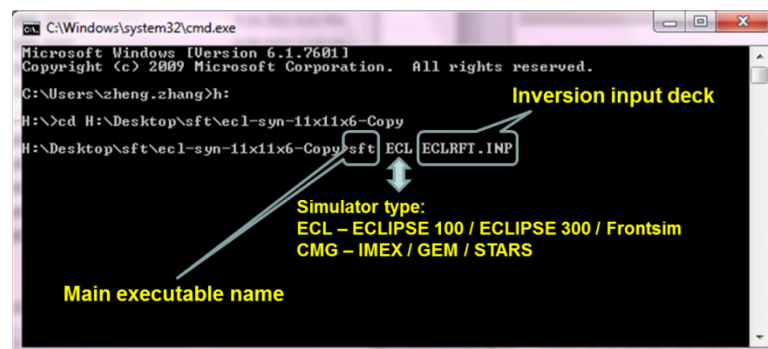 C:\Windows\system32\cmd.exe
Microsoft Windows [Version 6.1.7601]
Copyright (c) 2009 Microsoft Corporation. All rights reserved.
C:\Users\zheng.zhang>h:
Inversion input deck
H:\>cd H:\Desktop\sft\ecl-syn-11x11x6-Copy
H:\Desktop\sft\ecl-syn-11x11x6-Copy>sft ECL ECLRFT.INP
Simulator type:
ECL – ECLIPSE 100 / ECLIPSE 300 / Frontsim
CMG – IMEX / GEM / STARS
Main executable name